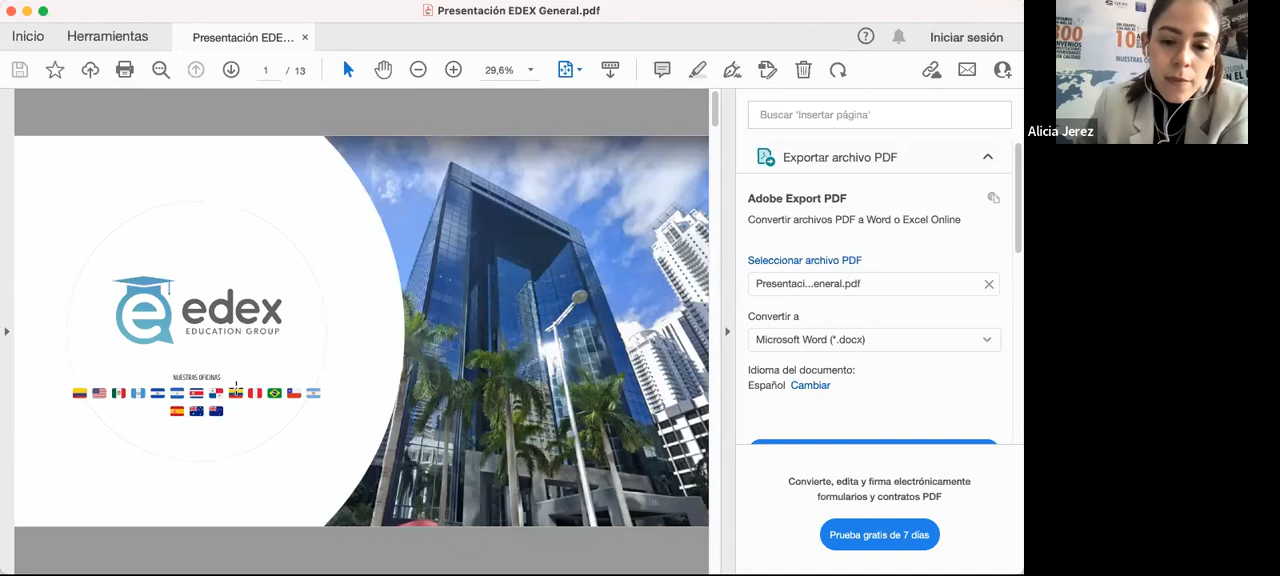 Presentación EDEX General.pdf
Inicio
Herramientas
Presentación EDE...
Iniciar sesión
1 / 13
29,6%
Buscar 'Insertar página'
Exportar archivo PDF
Adobe Export PDF
Convertir archivos PDF a Word o Excel Online
Seleccionar archivo PDF
Presentaci...eneral.pdf
Convertir a
Microsoft Word (*.docx)
Idioma del documento:
Español Cambiar
Convierte, edita y firma electrónicamente
formularios y contratos PDF
Prueba gratis de 7 días
edex
EDUCATION GROUP
NUESTRAS OFICINAS
CONVENIOS
Alicia Jerez